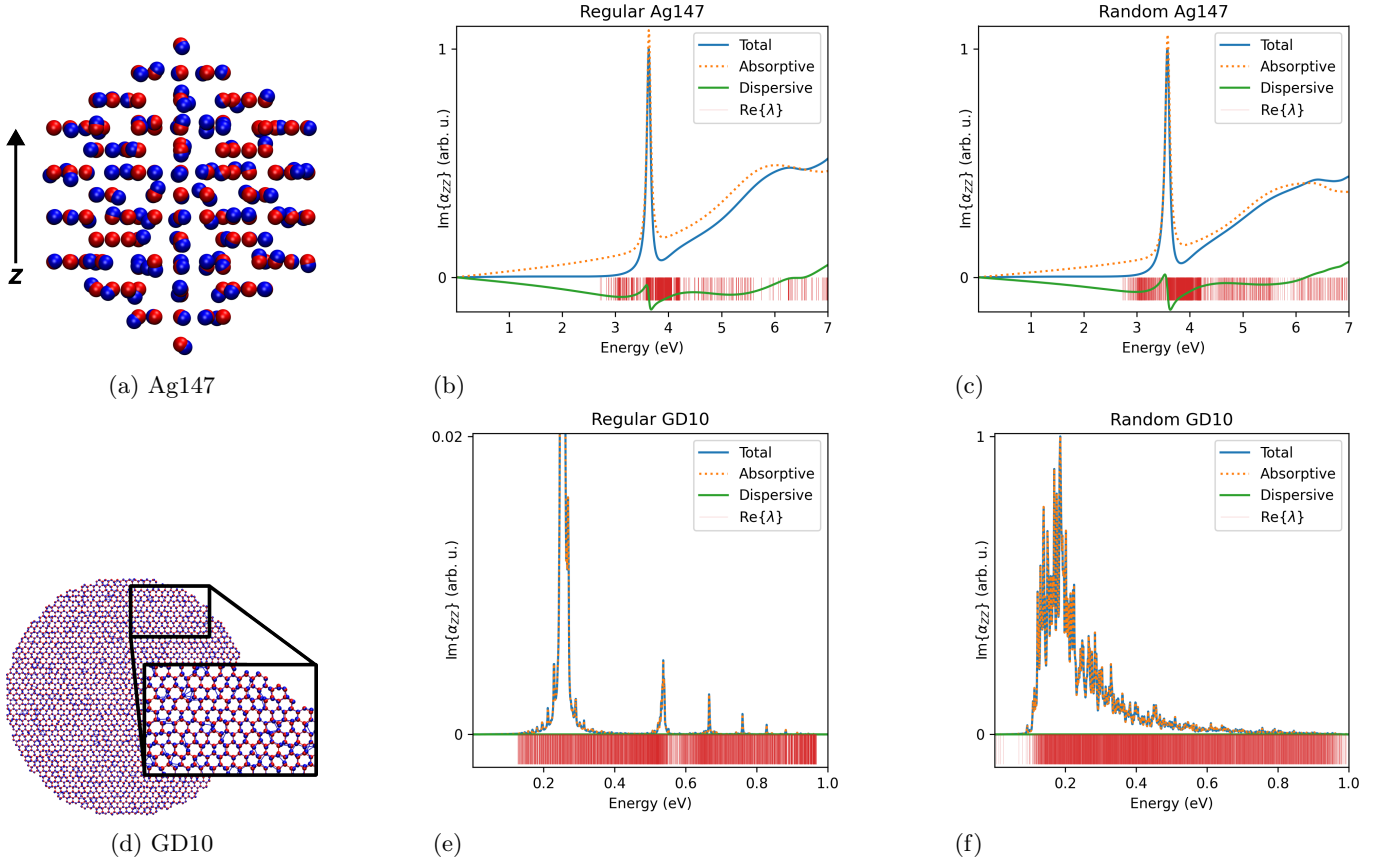 z
(a) Ag147
Regular Ag147
1
0
Im{α_ZZ} (arb. u.)
Total
Absorptive
Dispersive
Re{λ}
1 2 3 4 5 6 7
Energy (eV)
(b)
Random Ag147
1
0
Im{α_ZZ} (arb. u.)
Total
Absorptive
Dispersive
Re{λ}
1 2 3 4 5 6 7
Energy (eV)
(c)
(d) GD10
Regular GD10
0.02
0
Im{α_ZZ} (arb. u.)
Total
Absorptive
Dispersive
Re{λ}
0.2 0.4 0.6 0.8 1.0
Energy (eV)
(e)
Random GD10
1
0
Im{α_ZZ} (arb. u.)
Total
Absorptive
Dispersive
Re{λ}
0.2 0.4 0.6 0.8 1.0
Energy (eV)
(f)